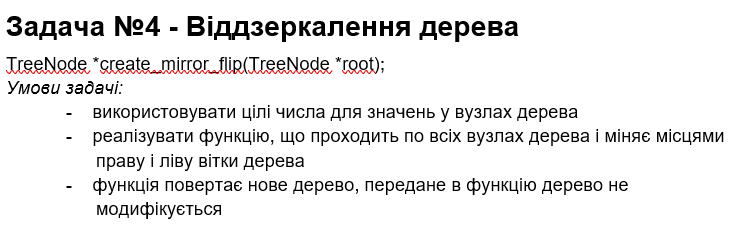 Задача №4 - Віддзеркалення дерева
TreeNode *create_mirror_flip(TreeNode *root);
Умови задачі:
- використовувати цілі числа для значень у вузлах дерева
- реалізувати функцію, що проходить по всіх вузлах дерева і міняє місцями
праву і ліву вітки дерева
- функція повертає нове дерево, передане в функцію дерево не
модифікується